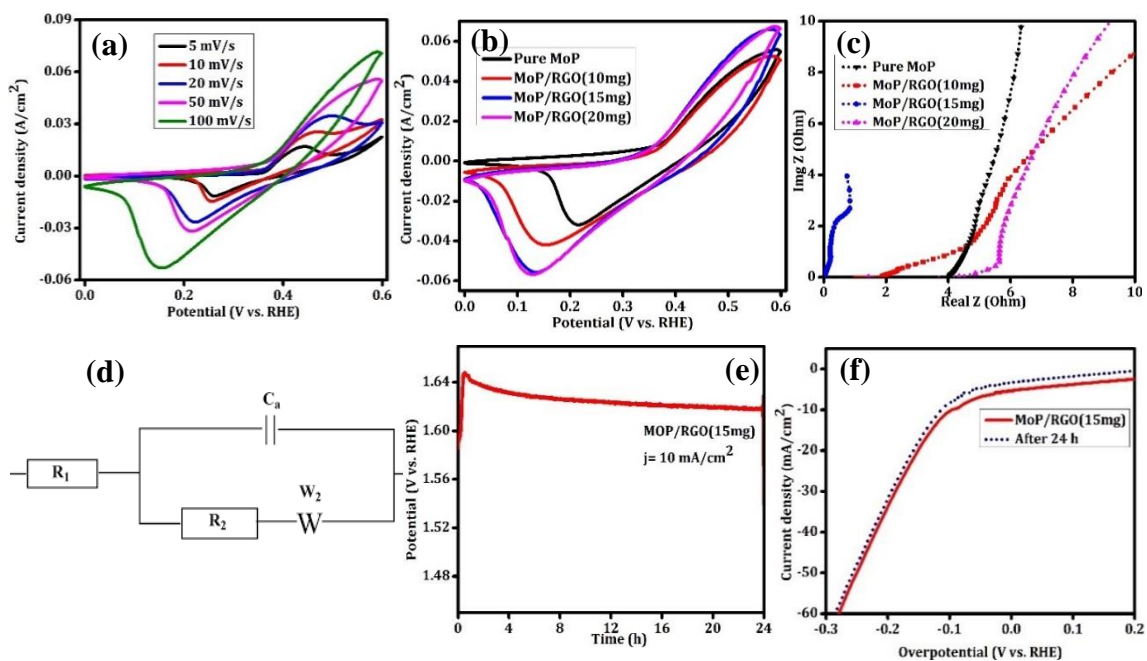 (a)
5 mV/s
10 mV/s
20 mV/s
50 mV/s
100 mV/s
0.09
0.06
0.03
0.00
-0.03
-0.06
Current density (A/cm²)
0.0 0.2 0.4 0.6
Potential (V vs. RHE)
(b)
Pure MoP
MoP/RGO(10mg)
MoP/RGO(15mg)
MoP/RGO(20mg)
0.06
0.04
0.02
0.00
-0.02
-0.04
-0.06
Current density (A/cm²)
0.0 0.1 0.2 0.3 0.4 0.5 0.6
Potential (V vs. RHE)
(c)
Pure MoP
MoP/RGO(10mg)
MoP/RGO(15mg)
MoP/RGO(20mg)
10
8
6
4
2
0
Img Z (Ohm)
0 2 4 6 8 10
Real Z (Ohm)
(d)
Ca
R1
R2
W2
W
(e)
1.64
1.60
1.56
1.52
1.48
Potential (V vs. RHE)
MOP/RGO(15mg)
j= 10 mA/cm²
0 4 8 12 16 20 24
Time (h)
(f)
0
-10
-20
-30
-40
-50
-60
Current density (mA/cm²)
MoP/RGO(15mg)
After 24 h
-0.3 -0.2 -0.1 0.0 0.1 0.2
Overpotential (V vs. RHE)